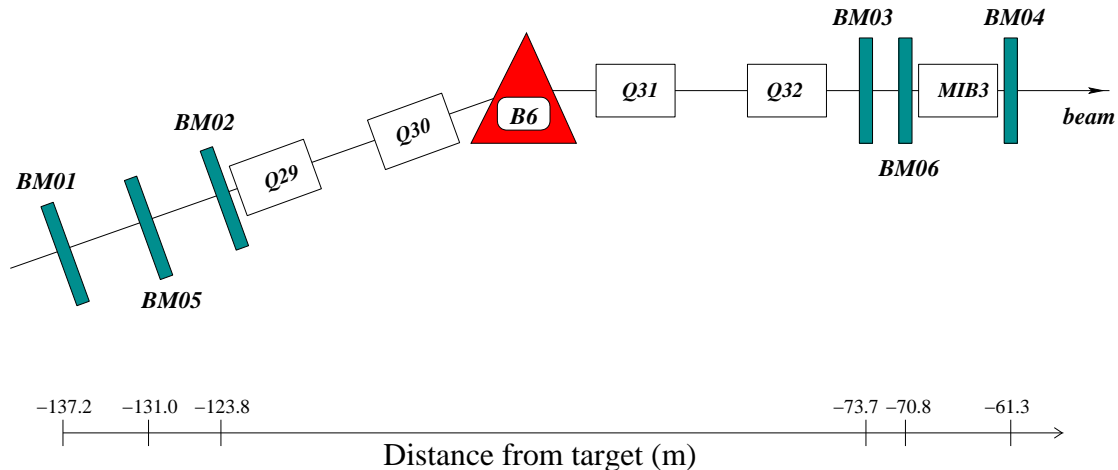 BM03
BM04
BM02
Q31
Q32
MIB3
B6
beam
Q30
BM01
Q29
BM06
BM05
−137.2
−131.0
−123.8
−73.7
−70.8
−61.3
Distance from target (m)